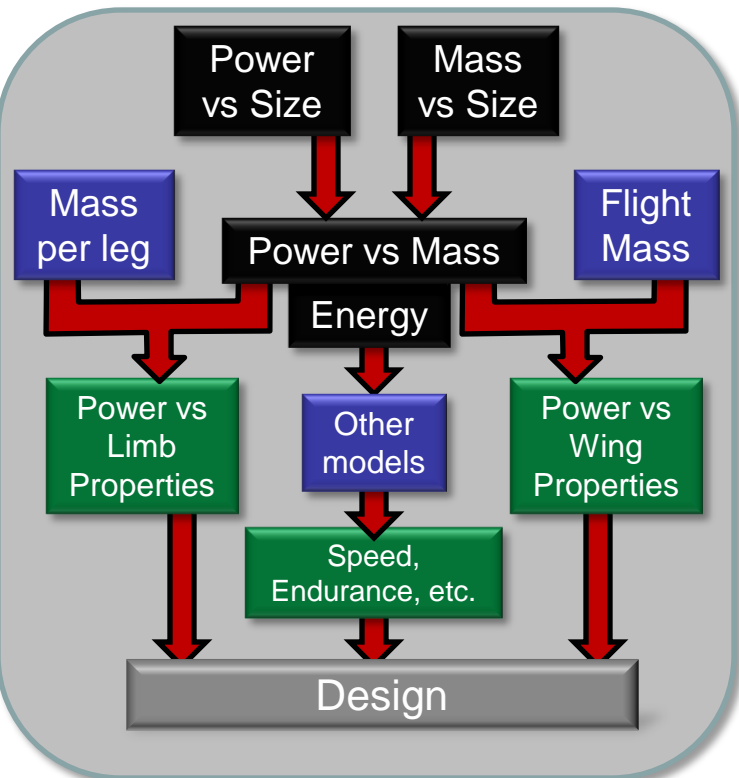 Power
vs Size
Mass
vs Size
Mass
per leg
Flight
Mass
Power vs Mass
Energy
Power vs
Limb
Properties
Other
models
Power vs
Wing
Properties
Speed,
Endurance, etc.
Design